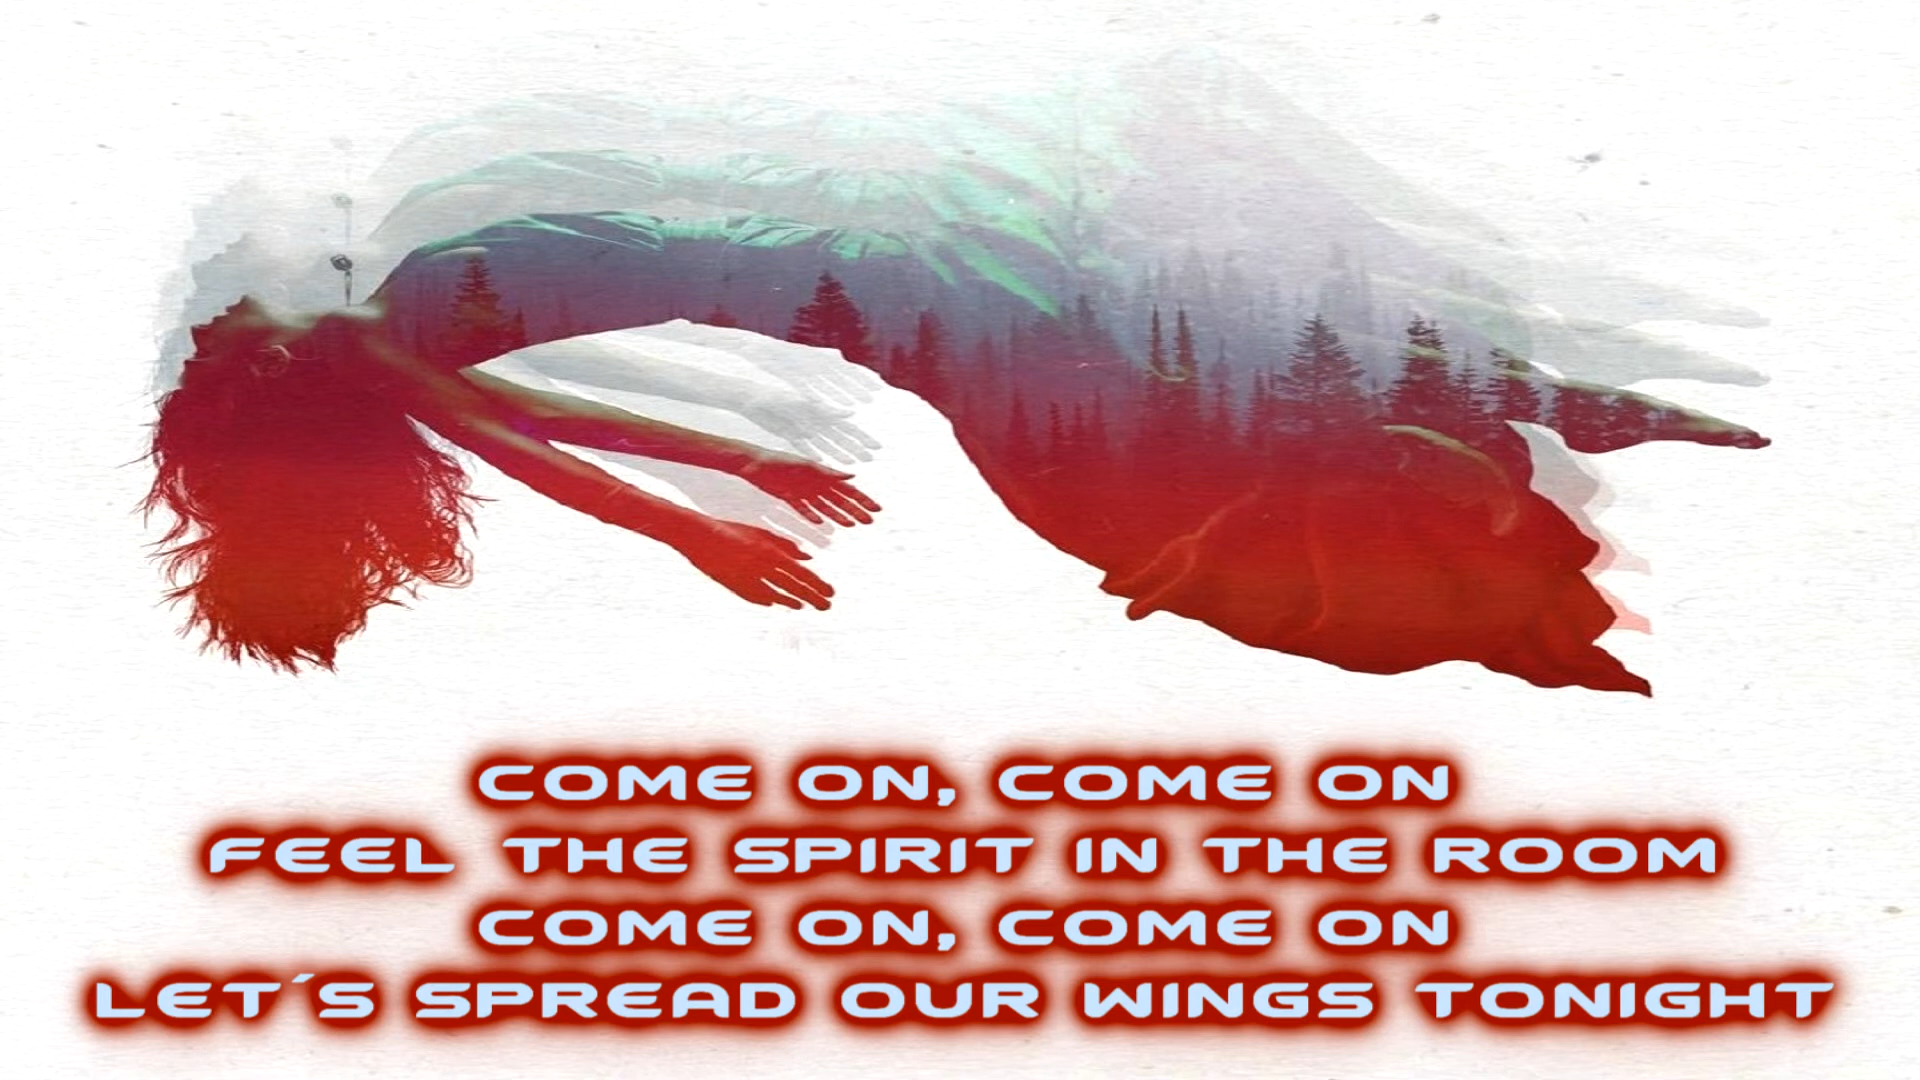 COME ON, COME ON
FEEL THE SPIRIT IN THE ROOM
COME ON, COME ON
LET´S SPREAD OUR WINGS TONIGHT